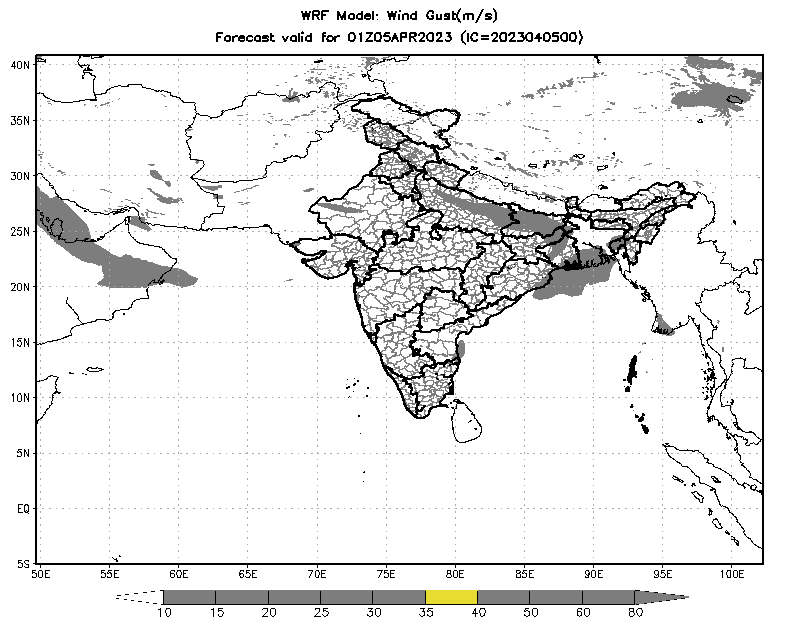 WRF Model: Wind Gust(m/s)
Forecast valid for 01Z05APR2023 (IC=2023040500)
40N
35N
30N
25N
20N
15N
10N
5N
EQ
5S
50E 55E 60E 65E 70E 75E 80E 85E 90E 95E 100E
10 15 20 25 30 35 40 50 60 80